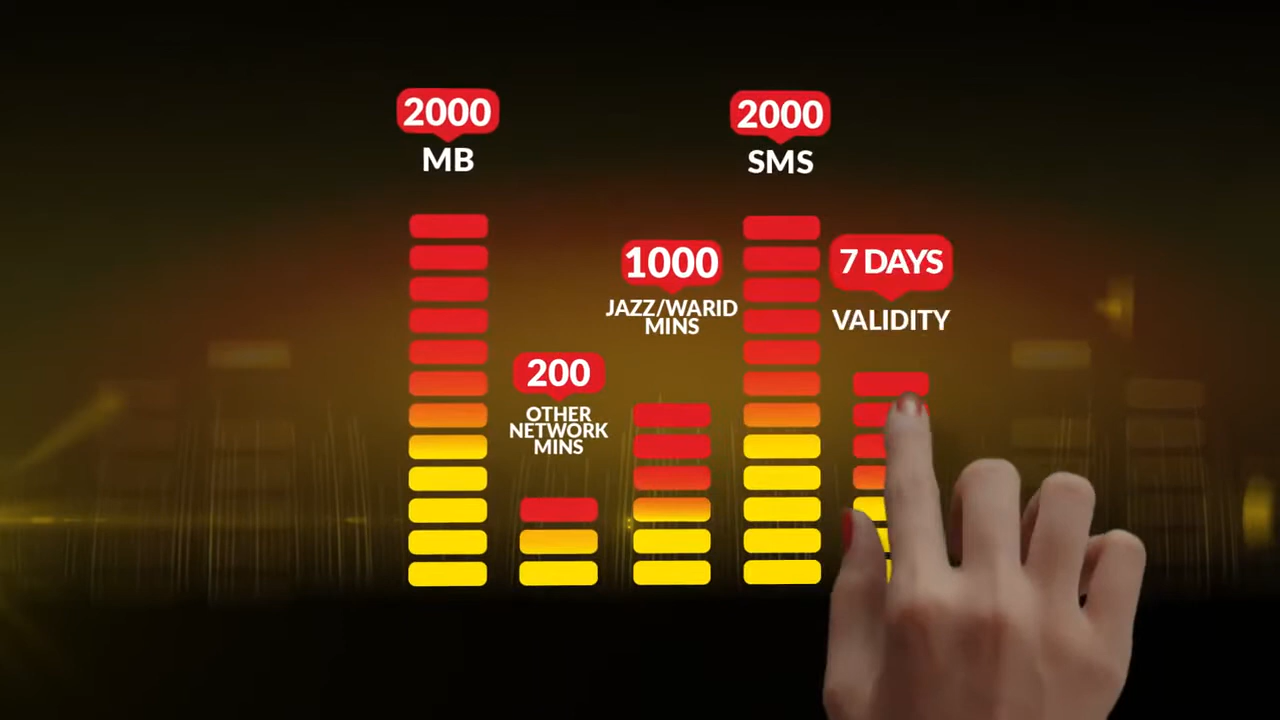 2000
MB
200
OTHER
NETWORK
MINS
1000
JAZZ/WARID
MINS
2000
SMS
7 DAYS
VALIDITY